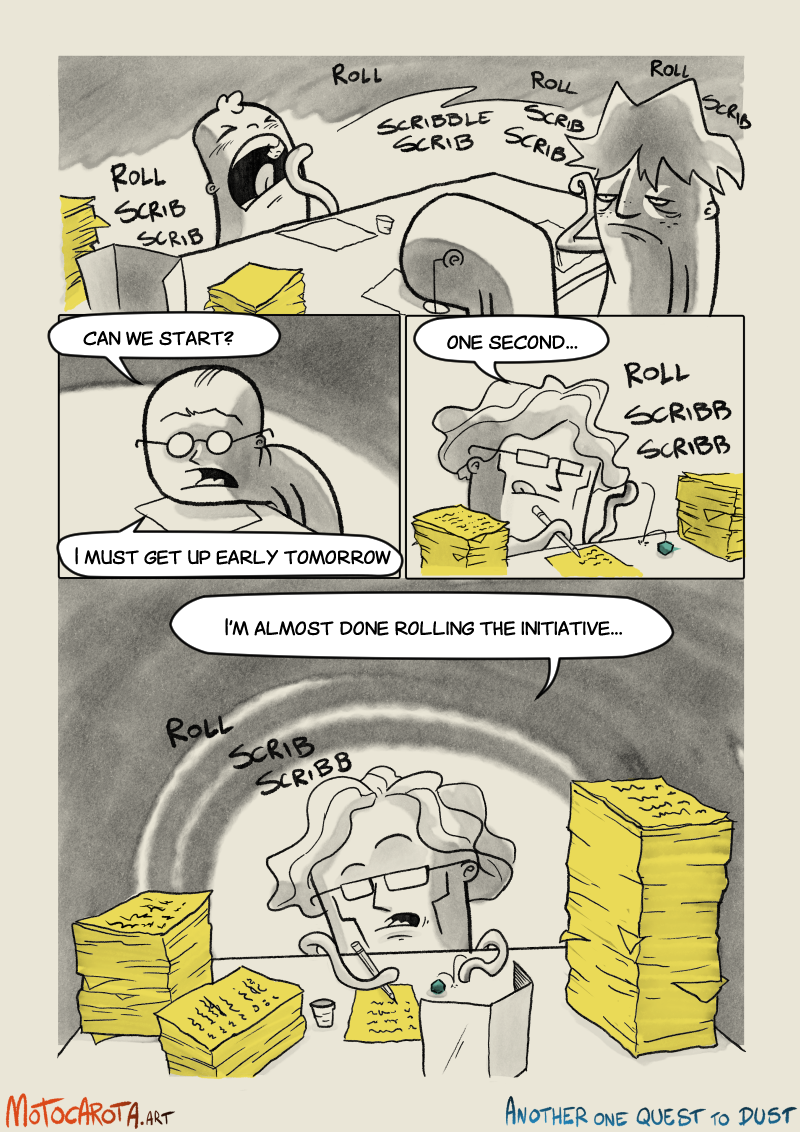 ROLL
ROLL
ROLL
SCRIB
SCRIBBLE
SCRIB
SCRIB
SCRIB
ROLL
SCRIB
SCRIB
CAN WE START?
I MUST GET UP EARLY TOMORROW
ONE SECOND...
ROLL
SCRIBB
SCRIBB
I'M ALMOST DONE ROLLING THE INITIATIVE...
ROLL
SCRIB
SCRIBB
MOTOCAROTA.ART
ANOTHER ONE QUEST TO DUST